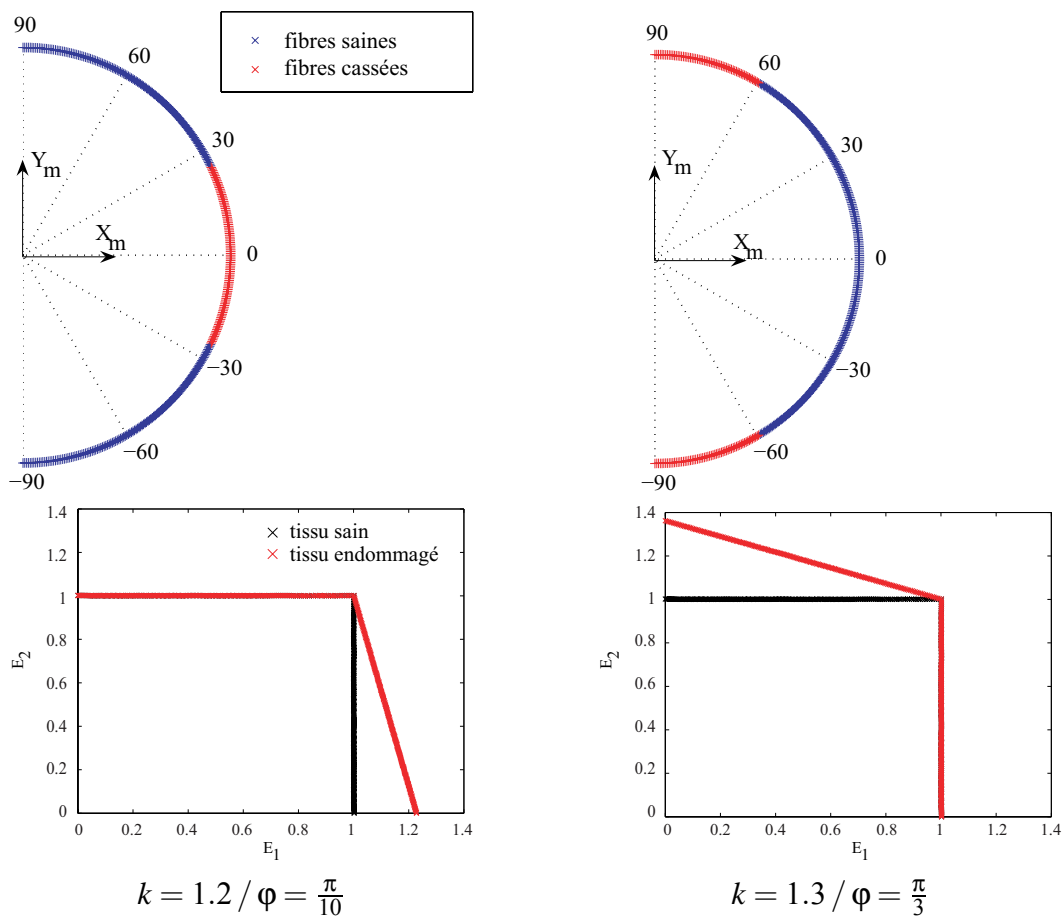 90
60
30
0
−30
−60
−90
Y_m
X_m
× fibres saines
× fibres cassées
90
60
30
0
−30
−60
−90
Y_m
X_m
1.4
1.2
1
0.8
0.6
0.4
0.2
0
E_2
× tissu sain
× tissu endommagé
0 0.2 0.4 0.6 0.8 1 1.2 1.4
E_1
k = 1.2 / φ = π/10
1.4
1.2
1
0.8
0.6
0.4
0.2
0
E_2
0 0.2 0.4 0.6 0.8 1 1.2 1.4
E_1
k = 1.3 / φ = π/3